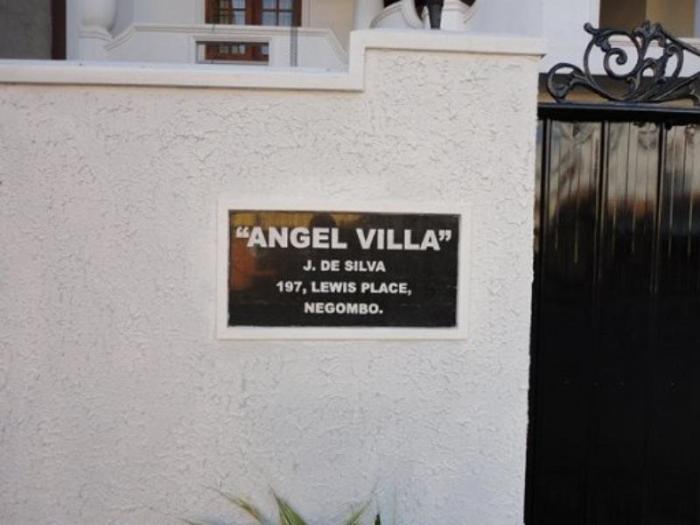 “ANGEL VILLA”
J. DE SILVA
197, LEWIS PLACE,
NEGOMBO.